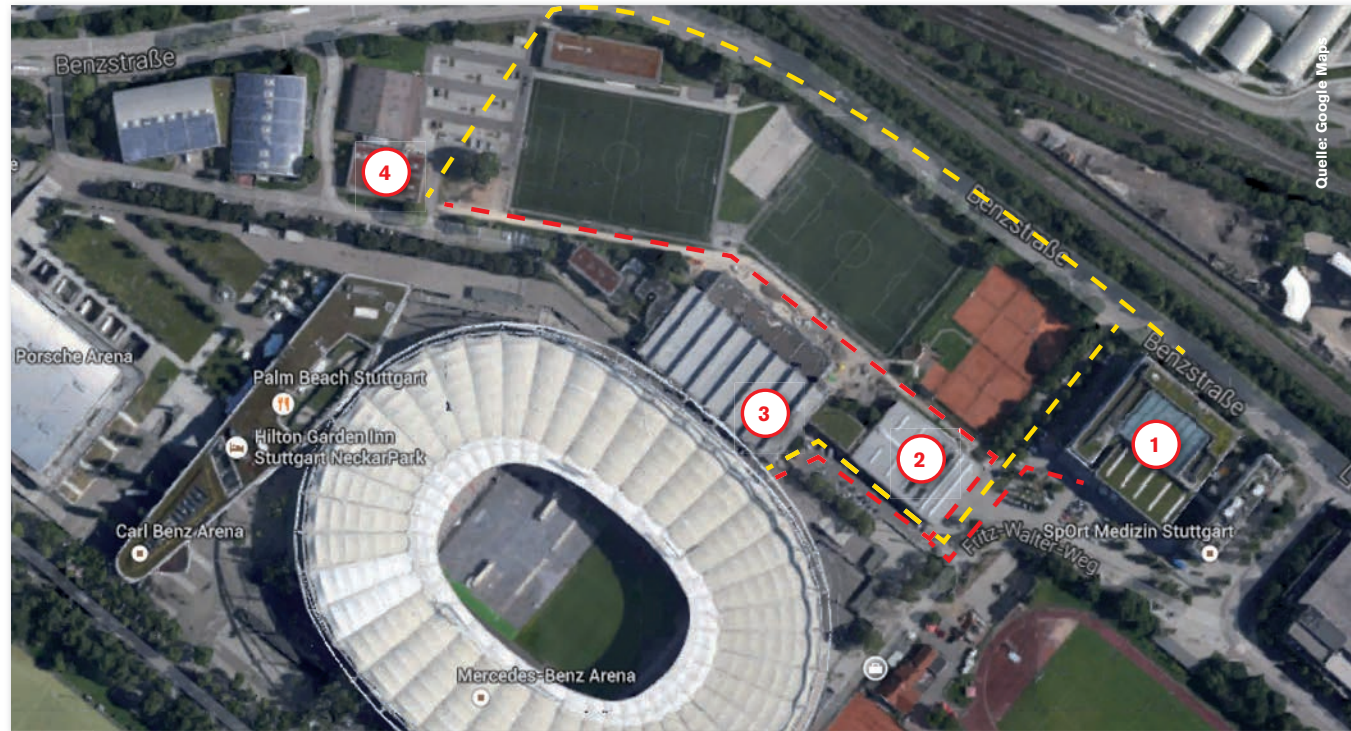 Benzstraße
Quelle: Google Maps
4
Benzstraße
Porsche Arena
Palm Beach Stuttgart
Benzstraße
3
1
Hilton Garden Inn
Stuttgart NeckarPark
2
Carl Benz Arena
SpOrt Medizin Stuttgart
Fritz-Walter-Weg
Mercedes-Benz Arena